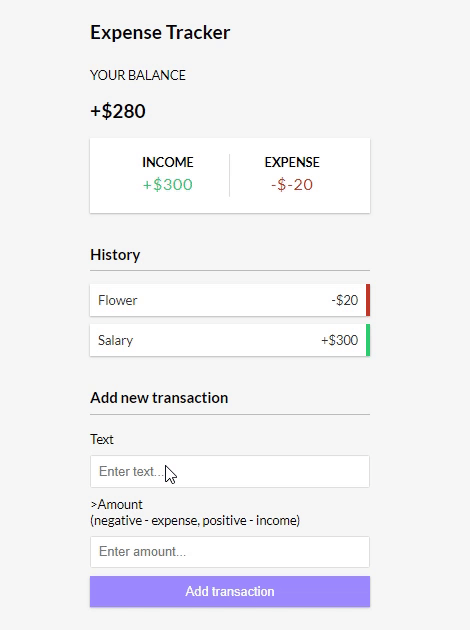 Expense Tracker
YOUR BALANCE
+$280
INCOME EXPENSE
+$300 -$-20
History
Flower -$20
Salary +$300
Add new transaction
Text
Enter text...
>Amount
(negative - expense, positive - income)
Enter amount...
Add transaction